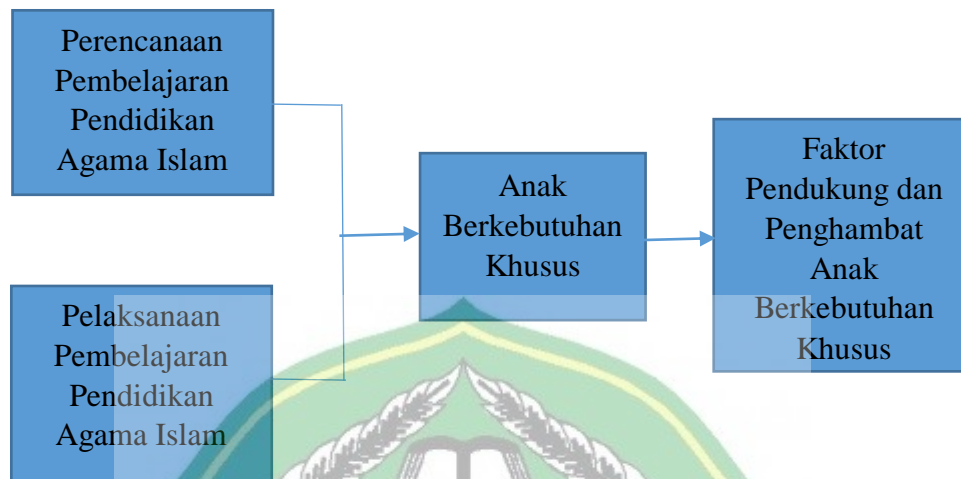 Perencanaan
Pembelajaran
Pendidikan
Agama Islam
Pelaksanaan
Pembelajaran
Pendidikan
Agama Islam
Anak
Berkebutuhan
Khusus
Faktor
Pendukung dan
Penghambat
Anak
Berkebutuhan
Khusus